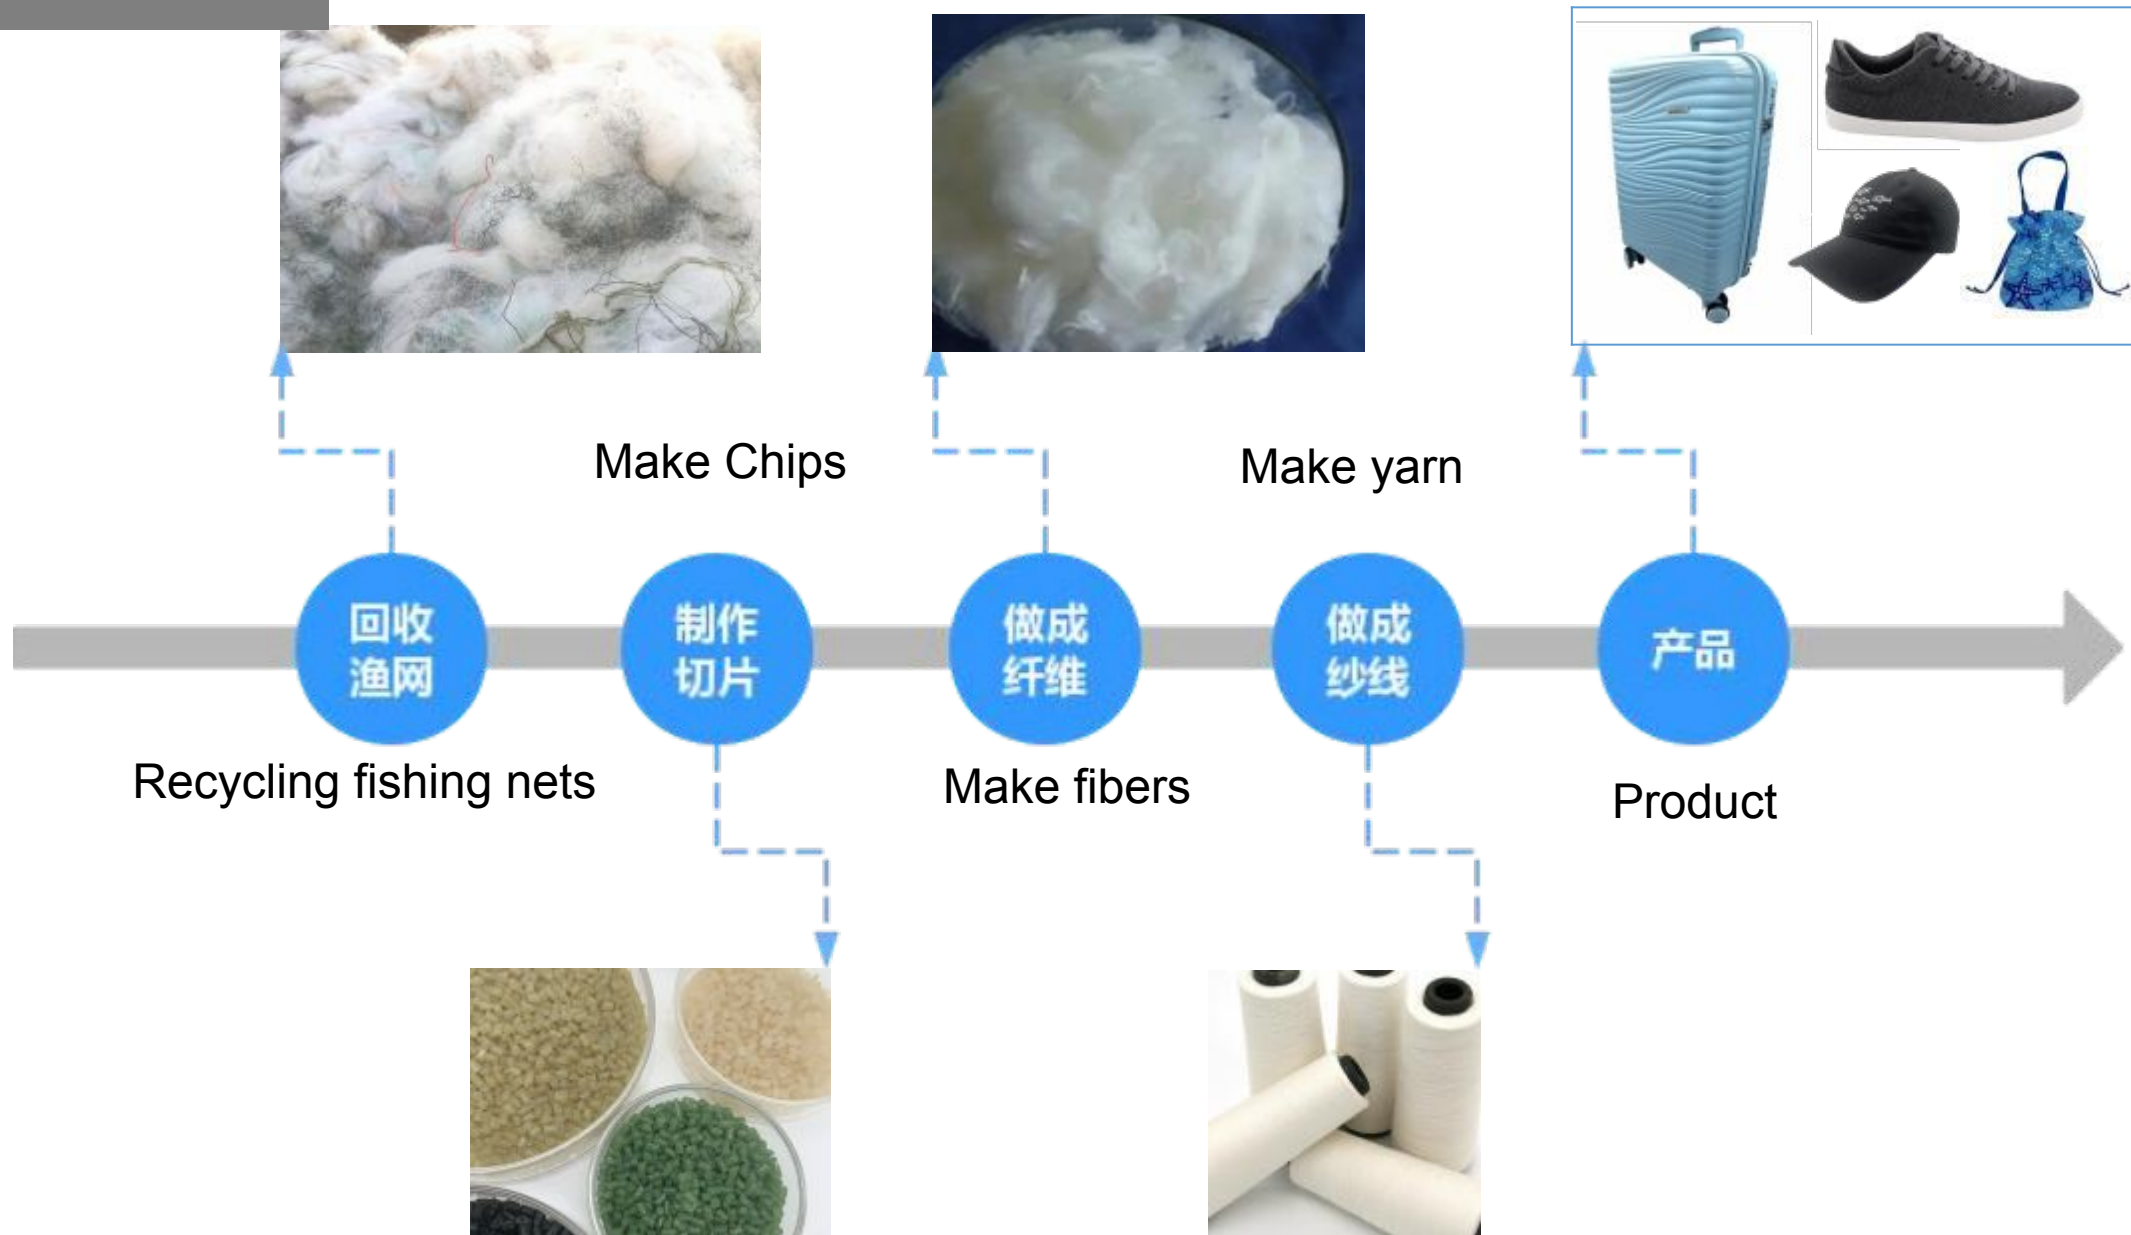 Make Chips
Make yarn
回收
渔网
制作
切片
做成
纤维
做成
纱线
产品
Recycling fishing nets
Make fibers
Product